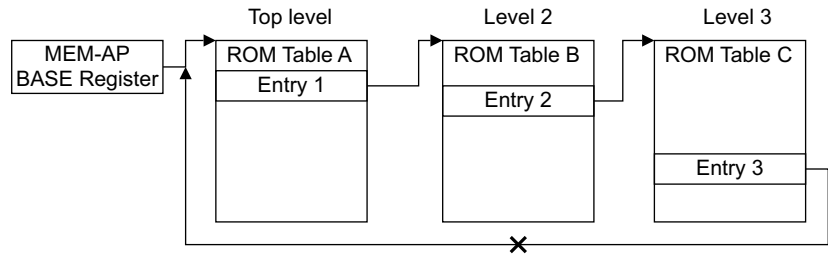 Top level
Level 2
Level 3
MEM-AP
BASE Register
ROM Table A
ROM Table B
ROM Table C
Entry 1
Entry 2
Entry 3